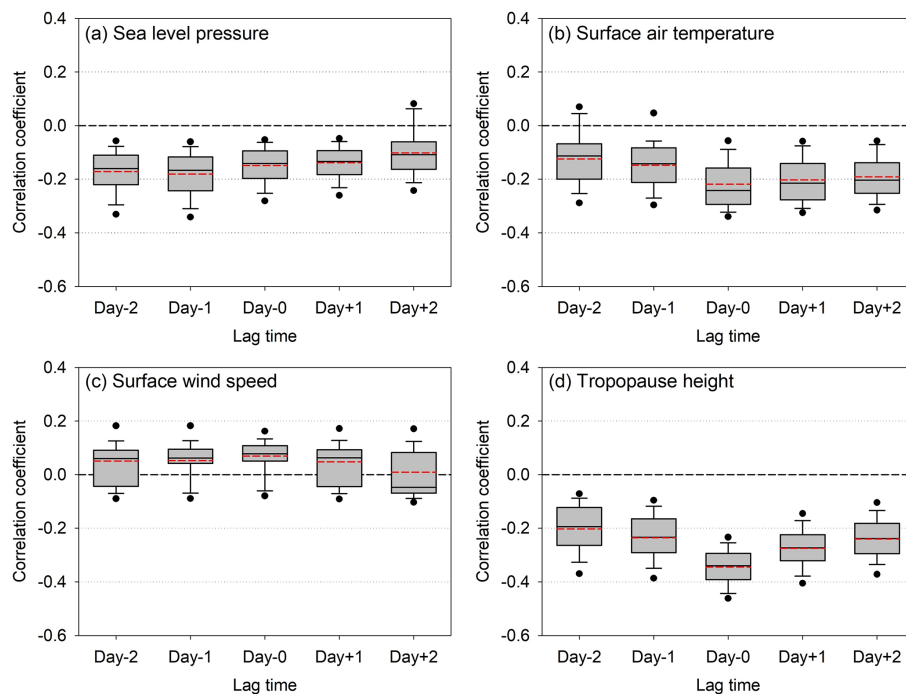 (a) Sea level pressure
Correlation coefficient
0.4
0.2
0.0
-0.2
-0.4
-0.6
Day-2 Day-1 Day-0 Day+1 Day+2
Lag time
(b) Surface air temperature
Correlation coefficient
0.4
0.2
0.0
-0.2
-0.4
-0.6
Day-2 Day-1 Day-0 Day+1 Day+2
Lag time
(c) Surface wind speed
Correlation coefficient
0.4
0.2
0.0
-0.2
-0.4
-0.6
Day-2 Day-1 Day-0 Day+1 Day+2
Lag time
(d) Tropopause height
Correlation coefficient
0.4
0.2
0.0
-0.2
-0.4
-0.6
Day-2 Day-1 Day-0 Day+1 Day+2
Lag time